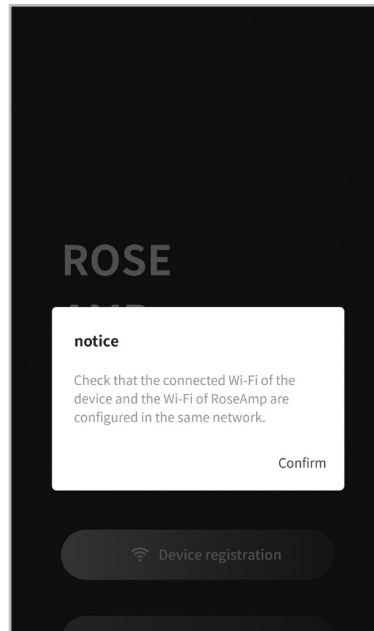 ROSE
AMP
notice
Check that the connected Wi-Fi of the
device and the Wi-Fi of RoseAmp are
configured in the same network.
Confirm
Device registration